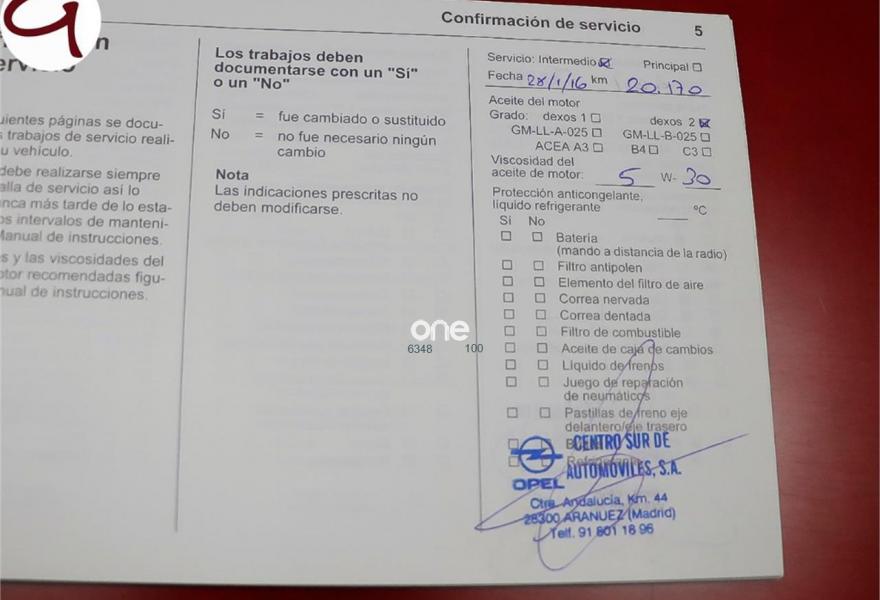 Confirmación de servicio 5
uientes páginas se docu-
trabajos de servicio reali-
u vehículo.
debe realizarse siempre
alla de servicio así lo
nca más tarde de lo esta-
os intervalos de manteni-
Manual de instrucciones.
s y las viscosidades del
otor recomendadas figu-
nual de instrucciones.
Los trabajos deben
documentarse con un "Sí"
o un "No"
Sí = fue cambiado o sustituido
No = no fue necesario ningún
cambio
Nota
Las indicaciones prescritas no
deben modificarse.
one
6348 100
Servicio: Intermedio ☒ Principal ☐
Fecha 28/1/16 km 20.170
Aceite del motor
Grado: dexos 1 ☐ dexos 2 ☒
GM-LL-A-025 ☐ GM-LL-B-025 ☐
ACEA A3 ☐ B4 ☐ C3 ☐
Viscosidad del
aceite de motor: 5 W- 30
Protección anticongelante,
líquido refrigerante °C
Sí No
☐ ☐ Batería
(mando a distancia de la radio)
☐ ☐ Filtro antipolen
☐ ☐ Elemento del filtro de aire
☐ ☐ Correa nervada
☐ ☐ Correa dentada
☐ ☐ Filtro de combustible
☐ ☐ Aceite de caja de cambios
☐ ☐ Líquido de frenos
☐ ☐ Juego de reparación
de neumáticos
☐ ☐ Pastillas de freno eje
delantero/eje trasero
OPEL
CENTRO SUR DE
AUTOMÓVILES, S.A.
Ctra. Andalucía, Km. 44
28300 ARANJUEZ (Madrid)
Telf. 91 801 18 96